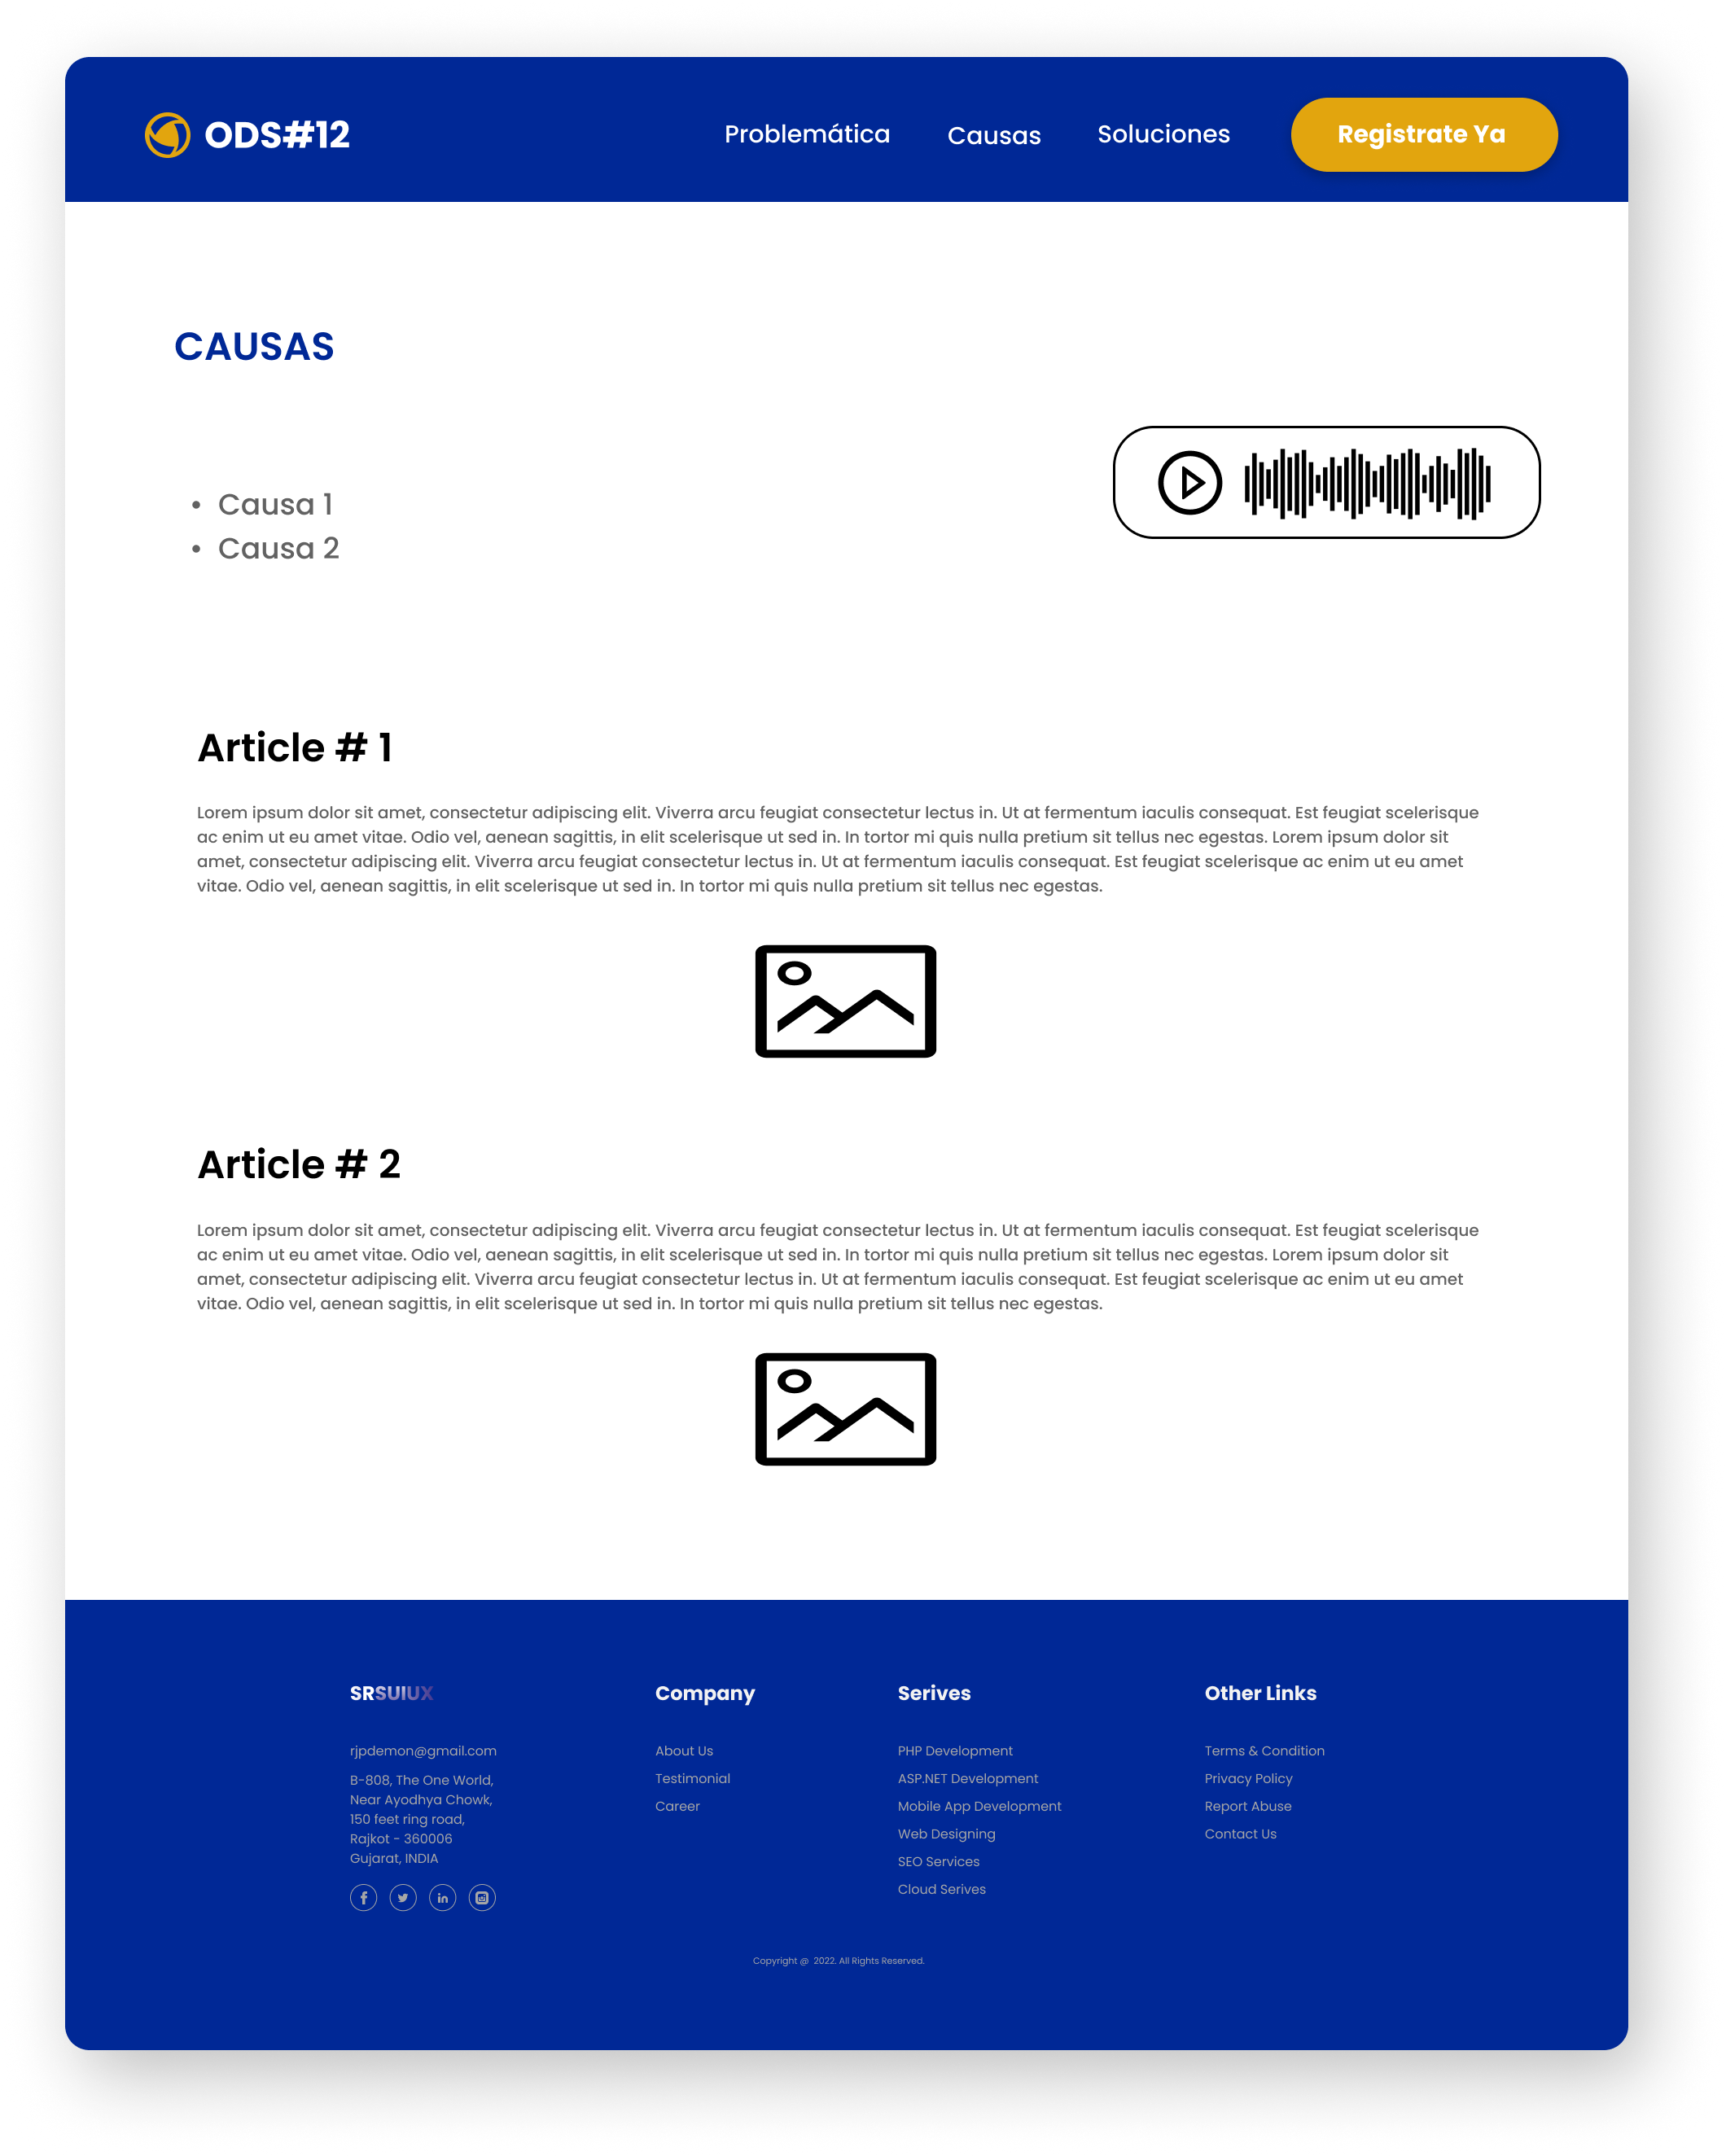 ODS#12
Problemática
Causas
Soluciones
Registrate Ya
CAUSAS
• Causa 1
• Causa 2
Article # 1
Lorem ipsum dolor sit amet, consectetur adipiscing elit. Viverra arcu feugiat consectetur lectus in. Ut at fermentum iaculis consequat. Est feugiat scelerisque
ac enim ut eu amet vitae. Odio vel, aenean sagittis, in elit scelerisque ut sed in. In tortor mi quis nulla pretium sit tellus nec egestas. Lorem ipsum dolor sit
amet, consectetur adipiscing elit. Viverra arcu feugiat consectetur lectus in. Ut at fermentum iaculis consequat. Est feugiat scelerisque ac enim ut eu amet
vitae. Odio vel, aenean sagittis, in elit scelerisque ut sed in. In tortor mi quis nulla pretium sit tellus nec egestas.
Article # 2
Lorem ipsum dolor sit amet, consectetur adipiscing elit. Viverra arcu feugiat consectetur lectus in. Ut at fermentum iaculis consequat. Est feugiat scelerisque
ac enim ut eu amet vitae. Odio vel, aenean sagittis, in elit scelerisque ut sed in. In tortor mi quis nulla pretium sit tellus nec egestas. Lorem ipsum dolor sit
amet, consectetur adipiscing elit. Viverra arcu feugiat consectetur lectus in. Ut at fermentum iaculis consequat. Est feugiat scelerisque ac enim ut eu amet
vitae. Odio vel, aenean sagittis, in elit scelerisque ut sed in. In tortor mi quis nulla pretium sit tellus nec egestas.
SRSUIUX
rjpdemon@gmail.com
B-808, The One World,
Near Ayodhya Chowk,
150 feet ring road,
Rajkot - 360006
Gujarat, INDIA
Company
About Us
Testimonial
Career
Serives
PHP Development
ASP.NET Development
Mobile App Development
Web Designing
SEO Services
Cloud Serives
Other Links
Terms & Condition
Privacy Policy
Report Abuse
Contact Us
Copyright @ 2022. All Rights Reserved.